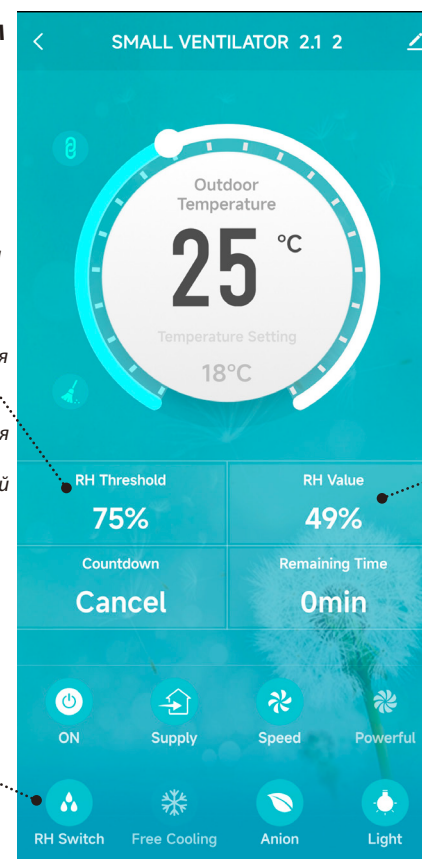 SMALL VENTILATOR 2.1 2
Outdoor
Temperature
25 °C
Temperature Setting
18°C
я
я
й
RH Threshold
RH Value
75%
49%
Countdown
Remaining Time
Cancel
0min
ON
Supply
Speed
Powerful
RH Switch
Free Cooling
Anion
Light